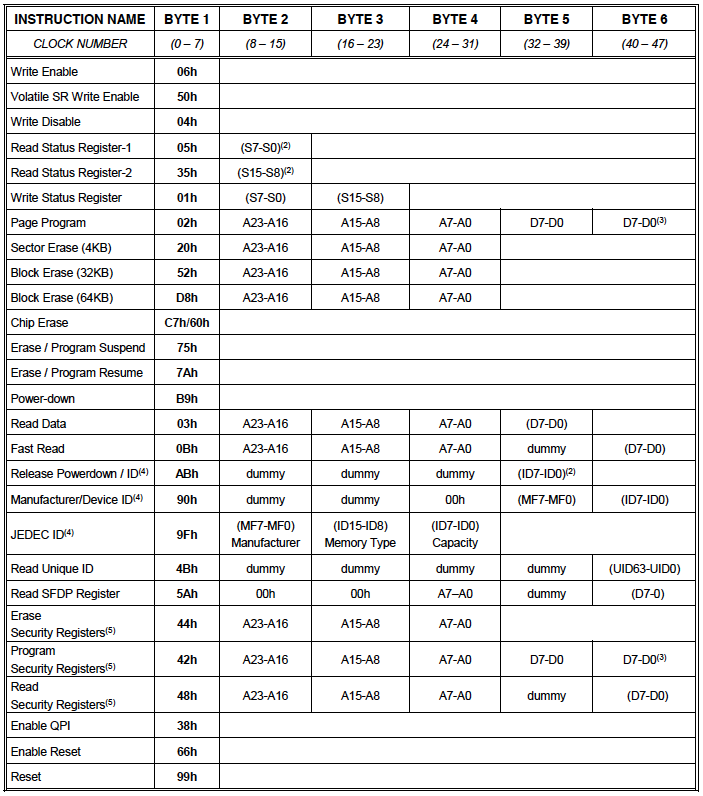 INSTRUCTION NAME BYTE 1 BYTE 2 BYTE 3 BYTE 4 BYTE 5 BYTE 6
CLOCK NUMBER (0 – 7) (8 – 15) (16 – 23) (24 – 31) (32 – 39) (40 – 47)
Write Enable 06h
Volatile SR Write Enable 50h
Write Disable 04h
Read Status Register-1 05h (S7-S0)(2)
Read Status Register-2 35h (S15-S8)(2)
Write Status Register 01h (S7-S0) (S15-S8)
Page Program 02h A23-A16 A15-A8 A7-A0 D7-D0 D7-D0(3)
Sector Erase (4KB) 20h A23-A16 A15-A8 A7-A0
Block Erase (32KB) 52h A23-A16 A15-A8 A7-A0
Block Erase (64KB) D8h A23-A16 A15-A8 A7-A0
Chip Erase C7h/60h
Erase / Program Suspend 75h
Erase / Program Resume 7Ah
Power-down B9h
Read Data 03h A23-A16 A15-A8 A7-A0 (D7-D0)
Fast Read 0Bh A23-A16 A15-A8 A7-A0 dummy (D7-D0)
Release Powerdown / ID(4) ABh dummy dummy dummy (ID7-ID0)(2)
Manufacturer/Device ID(4) 90h dummy dummy 00h (MF7-MF0) (ID7-ID0)
JEDEC ID(4) 9Fh (MF7-MF0) (ID15-ID8) (ID7-ID0)
Manufacturer Memory Type Capacity
Read Unique ID 4Bh dummy dummy dummy dummy (UID63-UID0)
Read SFDP Register 5Ah 00h 00h A7–A0 dummy (D7-0)
Erase
Security Registers(5) 44h A23-A16 A15-A8 A7-A0
Program
Security Registers(5) 42h A23-A16 A15-A8 A7-A0 D7-D0 D7-D0(3)
Read
Security Registers(5) 48h A23-A16 A15-A8 A7-A0 dummy (D7-D0)
Enable QPI 38h
Enable Reset 66h
Reset 99h